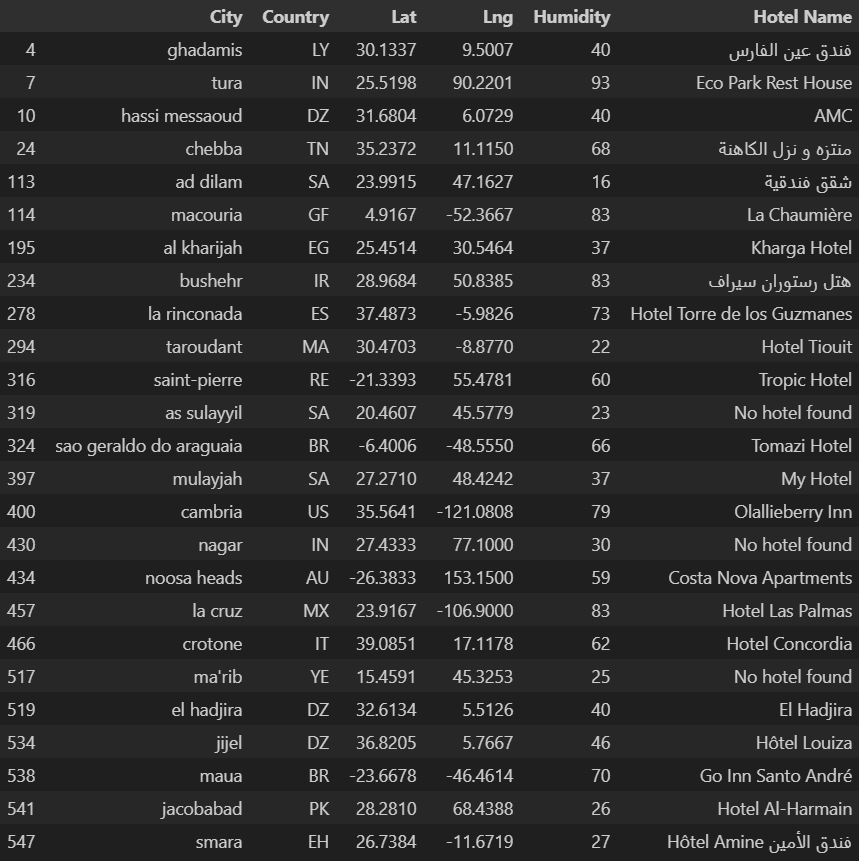 City Country Lat Lng Humidity Hotel Name
4 ghadamis LY 30.1337 9.5007 40 فندق عين الفارس
7 tura IN 25.5198 90.2201 93 Eco Park Rest House
10 hassi messaoud DZ 31.6804 6.0729 40 AMC
24 chebba TN 35.2372 11.1150 68 منتزه و نزل الكاهنة
113 ad dilam SA 23.9915 47.1627 16 شقق فندقية
114 macouria GF 4.9167 -52.3667 83 La Chaumière
195 al kharijah EG 25.4514 30.5464 37 Kharga Hotel
234 bushehr IR 28.9684 50.8385 83 هتل رستوران سیراف
278 la rinconada ES 37.4873 -5.9826 73 Hotel Torre de los Guzmanes
294 taroudant MA 30.4703 -8.8770 22 Hotel Tiouit
316 saint-pierre RE -21.3393 55.4781 60 Tropic Hotel
319 as sulayyil SA 20.4607 45.5779 23 No hotel found
324 sao geraldo do araguaia BR -6.4006 -48.5550 66 Tomazi Hotel
397 mulayjah SA 27.2710 48.4242 37 My Hotel
400 cambria US 35.5641 -121.0808 79 Olallieberry Inn
430 nagar IN 27.4333 77.1000 30 No hotel found
434 noosa heads AU -26.3833 153.1500 59 Costa Nova Apartments
457 la cruz MX 23.9167 -106.9000 83 Hotel Las Palmas
466 crotone IT 39.0851 17.1178 62 Hotel Concordia
517 ma'rib YE 15.4591 45.3253 25 No hotel found
519 el hadjira DZ 32.6134 5.5126 40 El Hadjira
534 jijel DZ 36.8205 5.7667 46 Hôtel Louiza
538 maua BR -23.6678 -46.4614 70 Go Inn Santo André
541 jacobabad PK 28.2810 68.4388 26 Hotel Al-Harmain
547 smara EH 26.7384 -11.6719 27 Hôtel Amine فندق الأمين